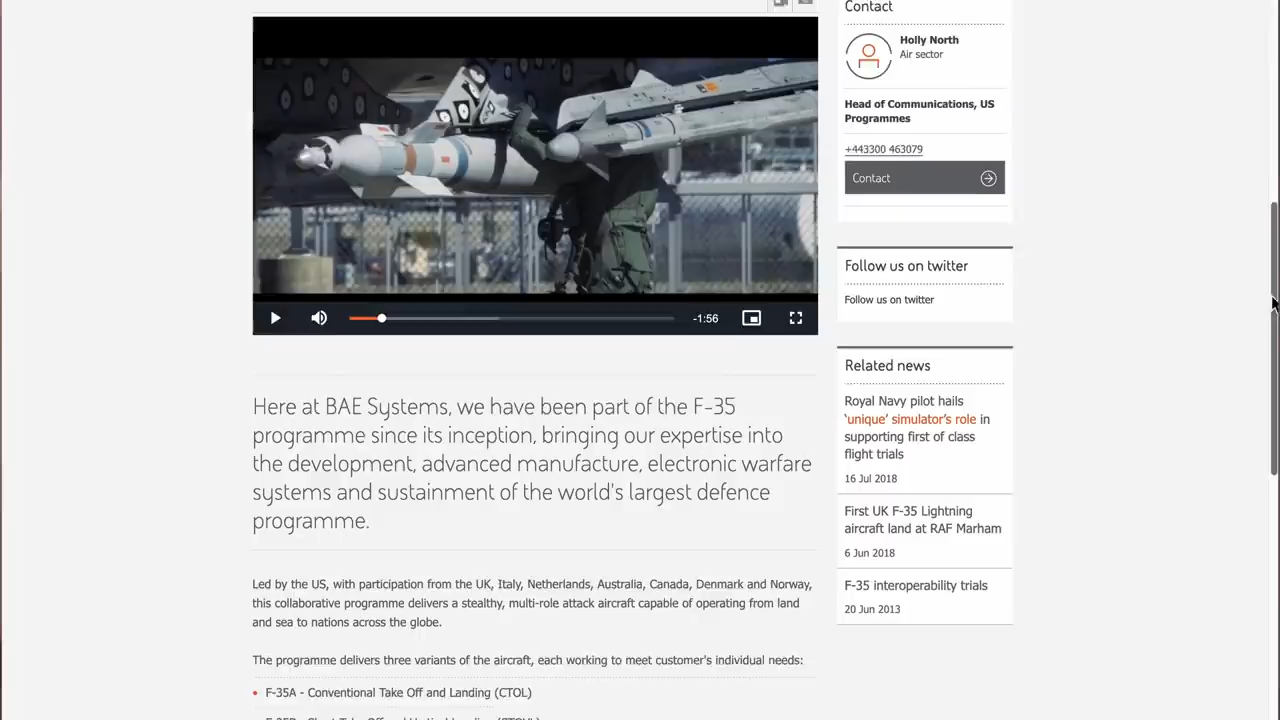 Contact
Holly North
Air sector
Head of Communications, US
Programmes
+443300 463079
Contact
-1:56
Follow us on twitter
Follow us on twitter
Here at BAE Systems, we have been part of the F-35
programme since its inception, bringing our expertise into
the development, advanced manufacture, electronic warfare
systems and sustainment of the world's largest defence
programme.
Related news
Royal Navy pilot hails
‘unique’ simulator’s role in
supporting first of class
flight trials
16 Jul 2018
First UK F-35 Lightning
aircraft land at RAF Marham
6 Jun 2018
F-35 interoperability trials
20 Jun 2013
Led by the US, with participation from the UK, Italy, Netherlands, Australia, Canada, Denmark and Norway,
this collaborative programme delivers a stealthy, multi-role attack aircraft capable of operating from land
and sea to nations across the globe.
The programme delivers three variants of the aircraft, each working to meet customer's individual needs:
F-35A - Conventional Take Off and Landing (CTOL)